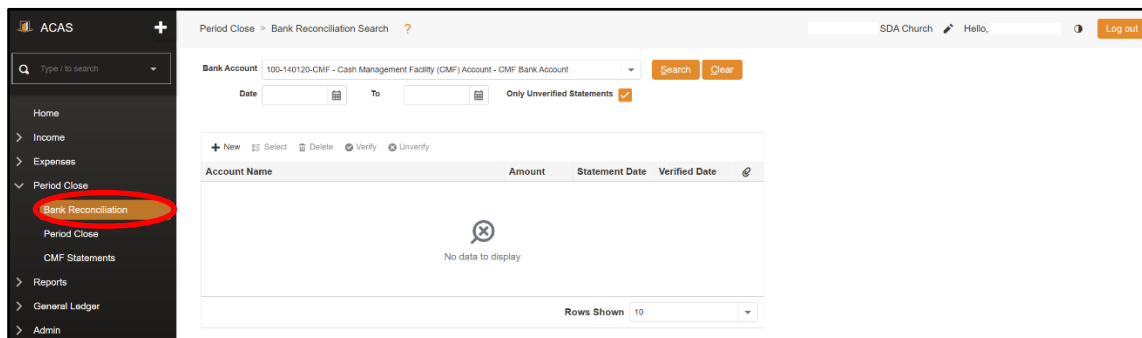 ACAS
Period Close > Bank Reconciliation Search ?
SDA Church Hello,
Log out
Type / to search
Bank Account 100-140120-CMF - Cash Management Facility (CMF) Account - CMF Bank Account
Search Clear
Date To Only Unverified Statements
Home
Income
Expenses
Period Close
Bank Reconciliation
Period Close
CMF Statements
Reports
General Ledger
Admin
New Select Delete Verify Unverify
Account Name Amount Statement Date Verified Date
No data to display
Rows Shown 10